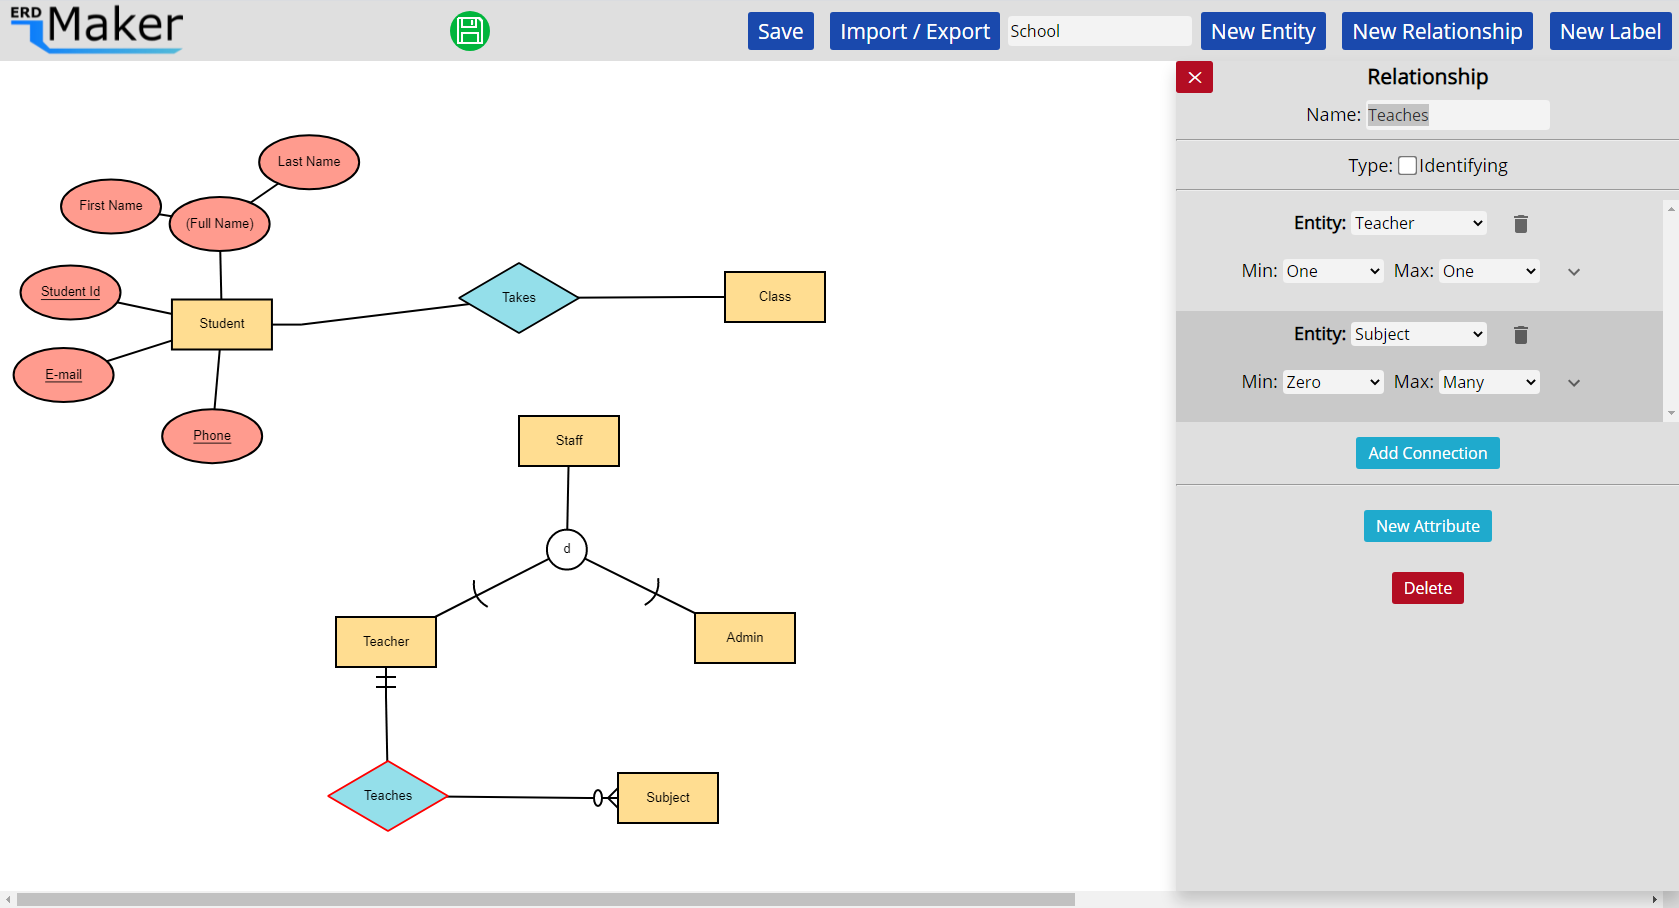 ERD Maker
Save
Import / Export
School
New Entity
New Relationship
New Label
Last Name
First Name
(Full Name)
Student Id
Student
E-mail
Phone
Takes
Class
Staff
d
Teacher
Admin
Teaches
Subject
Relationship
Name: Teaches
Type: Identifying
Entity: Teacher
Min: One Max: One
Entity: Subject
Min: Zero Max: Many
Add Connection
New Attribute
Delete